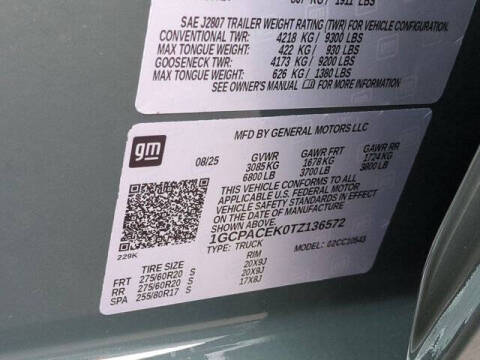 867 KG / 1911 LBS
SAE J2807 TRAILER WEIGHT RATING (TWR) FOR VEHICLE CONFIGURATION.
CONVENTIONAL TWR: 4218 KG / 9300 LBS
MAX TONGUE WEIGHT: 422 KG / 930 LBS
GOOSENECK TWR: 4173 KG / 9200 LBS
MAX TONGUE WEIGHT: 626 KG / 1380 LBS
SEE OWNER'S MANUAL FOR MORE INFORMATION
gm
MFD BY GENERAL MOTORS LLC
08/25 GVWR GAWR FRT GAWR RR
3085 KG 1678 KG 1724 KG
6800 LB 3700 LB 3800 LB
THIS VEHICLE CONFORMS TO ALL
APPLICABLE U.S. FEDERAL MOTOR
VEHICLE SAFETY STANDARDS IN EFFECT ON
THE DATE OF MANUFACTURE SHOWN ABOVE.
1GCPACEK0TZ136572
TYPE: TRUCK MODEL: G2CC10543
229K
TIRE SIZE RIM
FRT 275/60R20 S 20X9J
RR 275/60R20 S 20X9J
SPA 255/80R17 S 17X8J